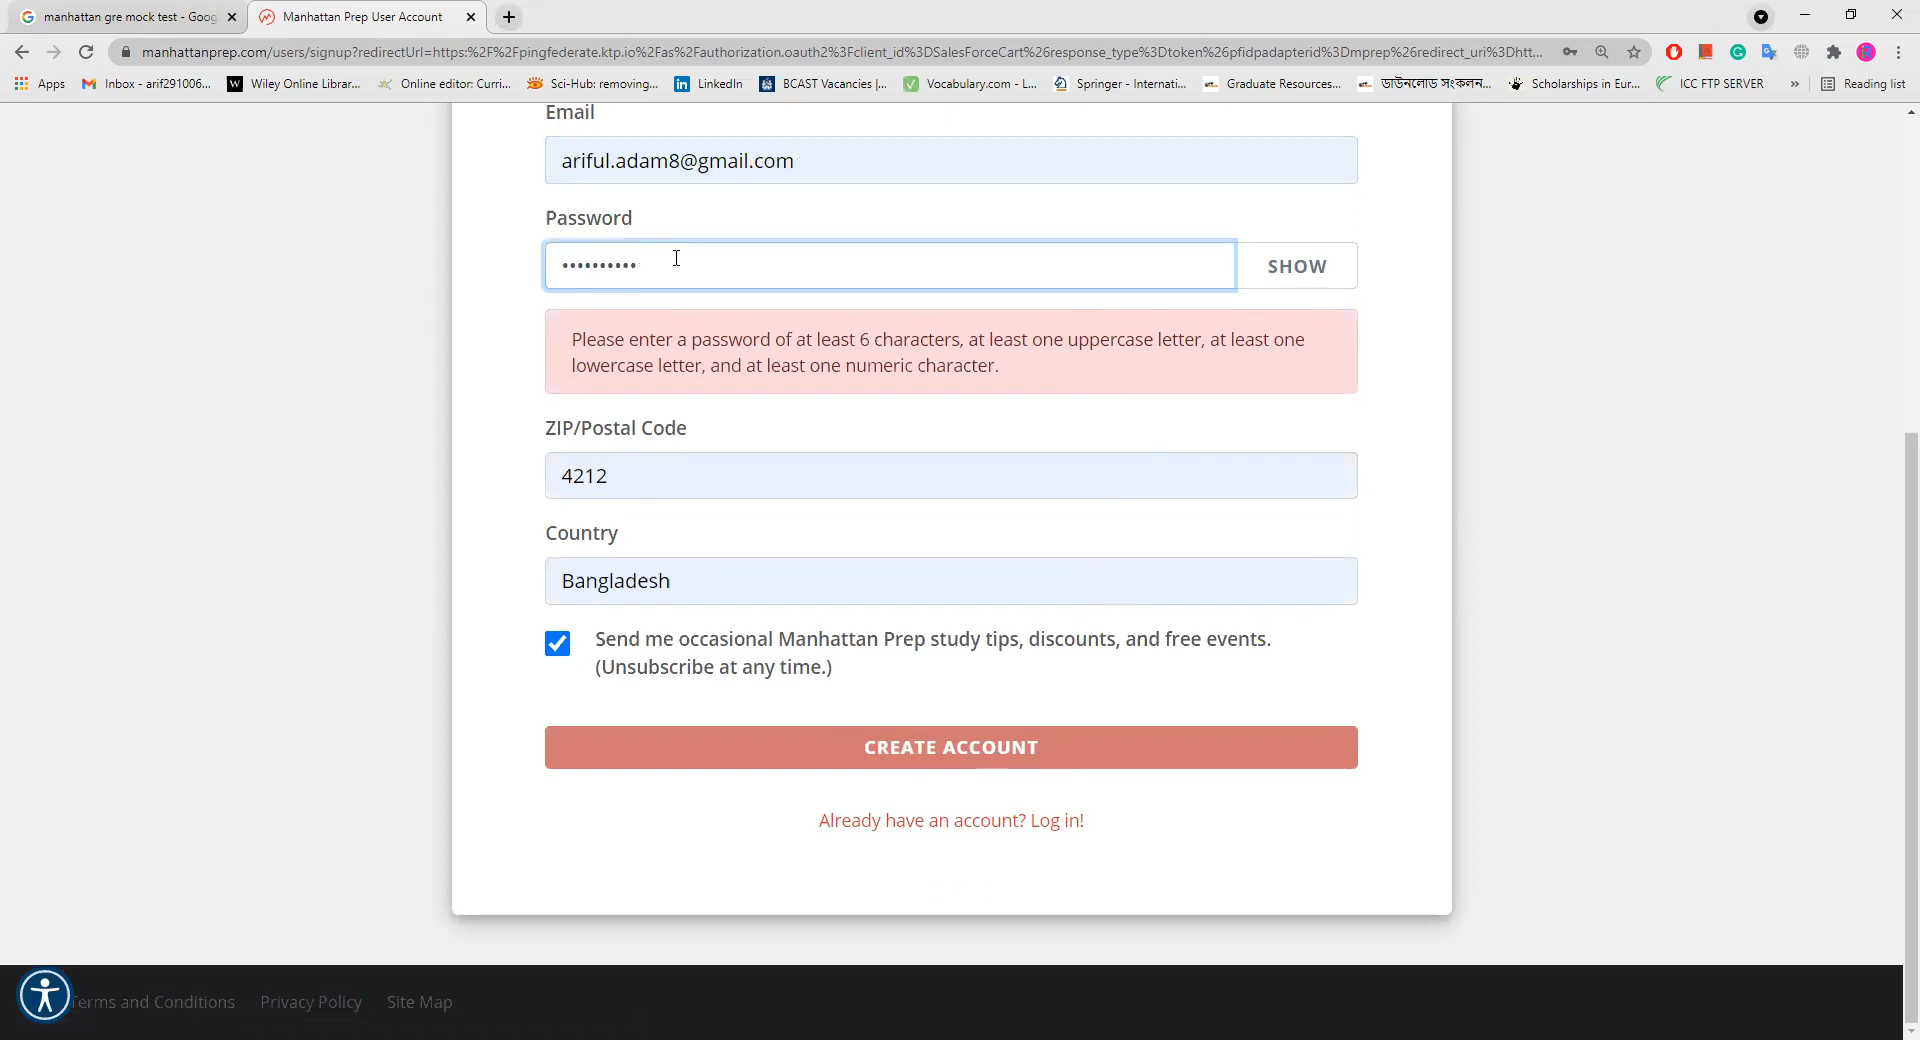 manhattan gre mock test - Goog
Manhattan Prep User Account
manhattanprep.com/users/signup?redirectUrl=https:%2F%2Fpingfederate.ktp.io%2Fas%2Fauthorization.oauth2%3Fclient_id%3DSalesForceCart%26response_type%3Dtoken%26pfidpadapterid%3Dmprep%26redirect_uri%3Dhtt...
Apps
Inbox - arif291006...
Wiley Online Librar...
Online editor: Curri...
Sci-Hub: removing...
LinkedIn
BCAST Vacancies |...
Vocabulary.com - L...
Springer - Internati...
Graduate Resources...
ডাউনলোড সংকলন...
Scholarships in Eur...
ICC FTP SERVER
»
Reading list
Email
ariful.adam8@gmail.com
Password
••••••••••
SHOW
Please enter a password of at least 6 characters, at least one uppercase letter, at least one
lowercase letter, and at least one numeric character.
ZIP/Postal Code
4212
Country
Bangladesh
Send me occasional Manhattan Prep study tips, discounts, and free events.
(Unsubscribe at any time.)
CREATE ACCOUNT
Already have an account? Log in!
Terms and Conditions
Privacy Policy
Site Map